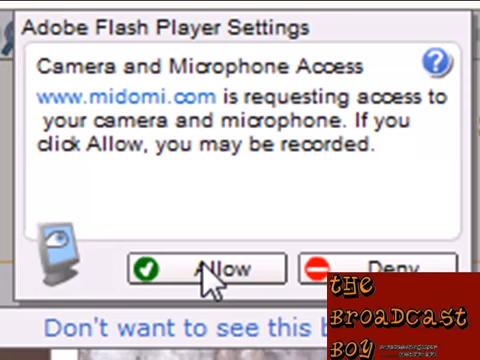 Adobe Flash Player Settings
Camera and Microphone Access
www.midomi.com is requesting access to
your camera and microphone. If you
click Allow, you may be recorded.
Allow
Deny
Don't want to see this
tHe
BRoaDCast
BoY